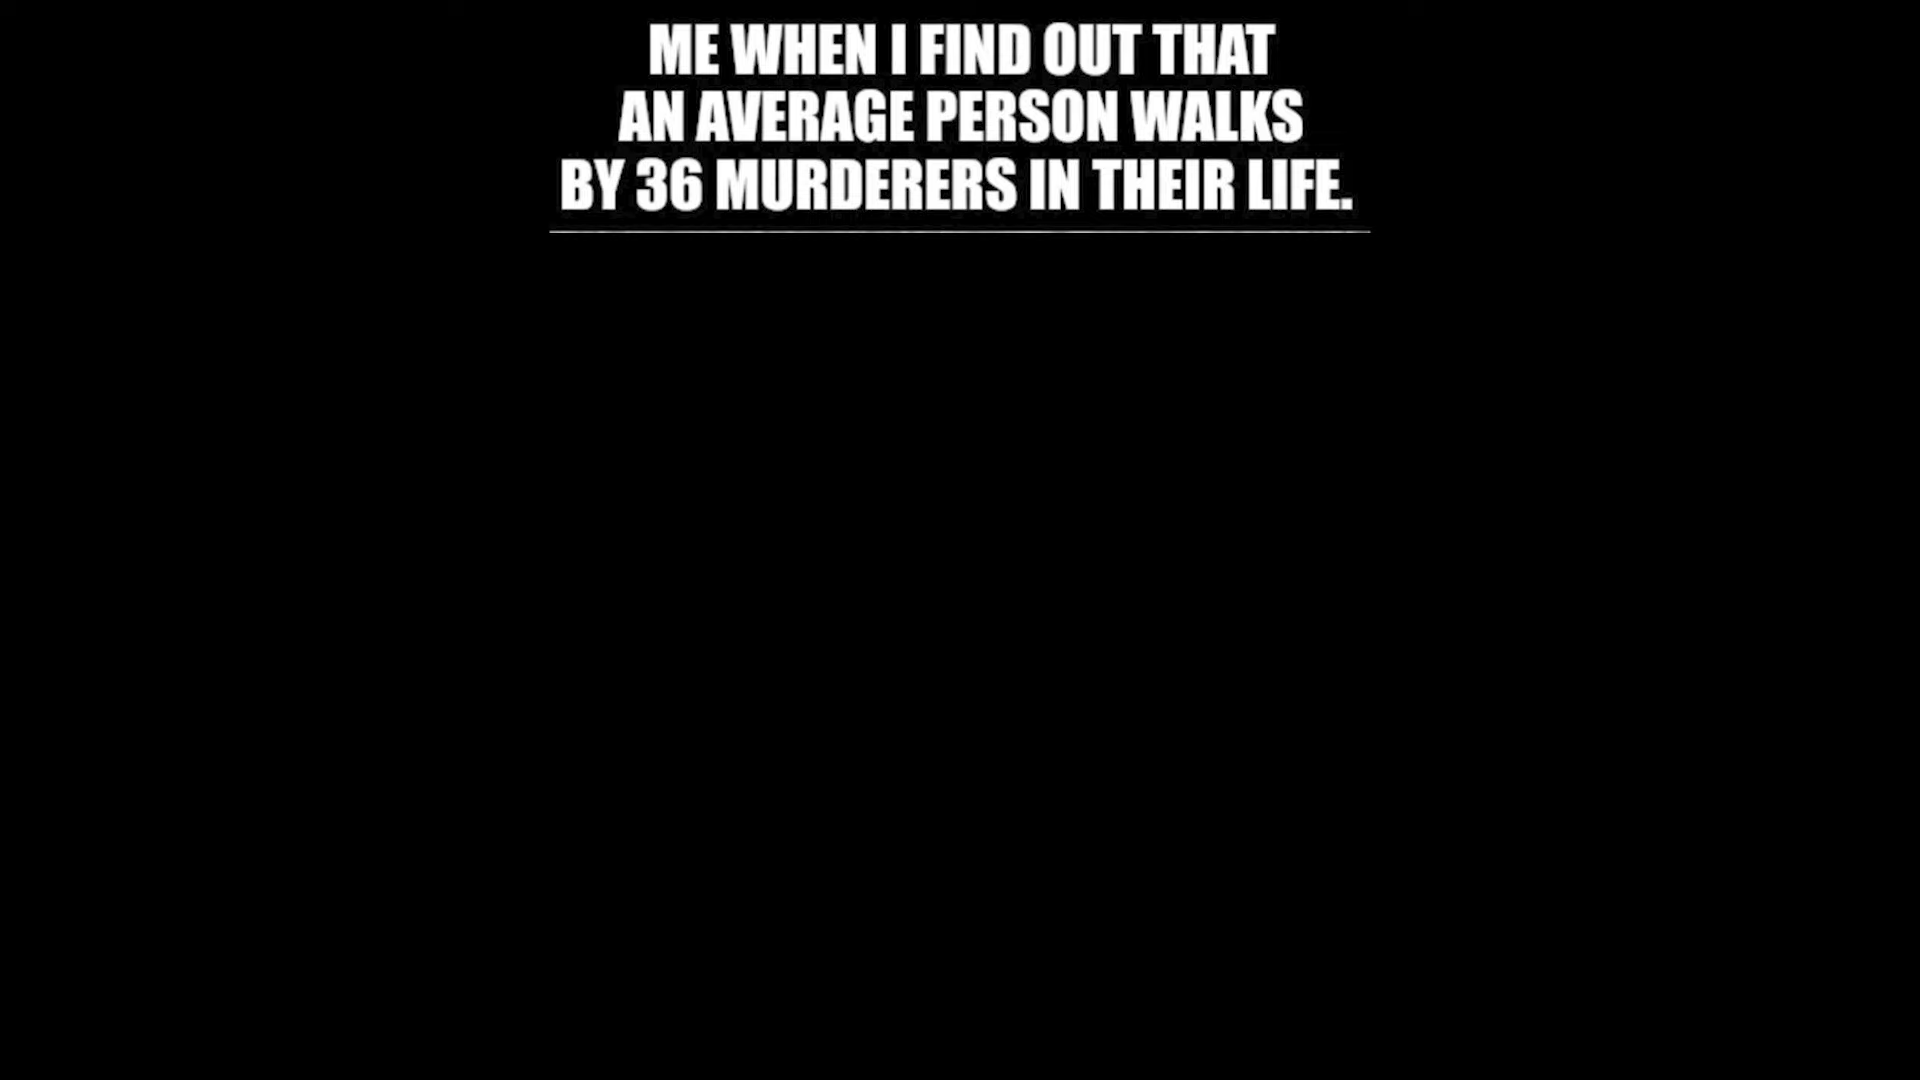 ME WHEN I FIND OUT THAT
AN AVERAGE PERSON WALKS
BY 36 MURDERERS IN THEIR LIFE.